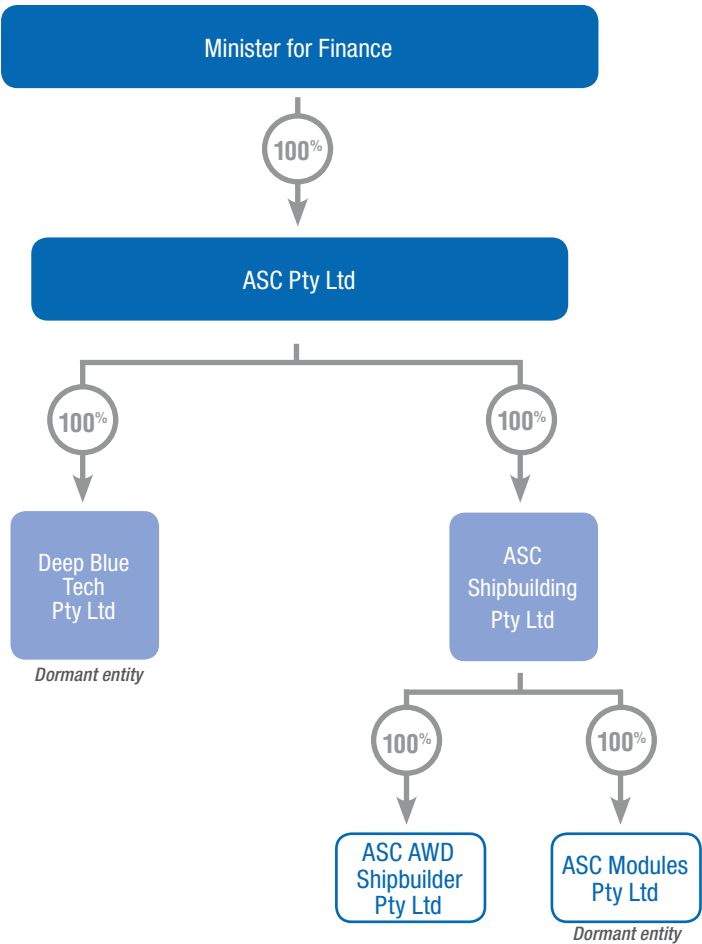 Minister for Finance
100%
ASC Pty Ltd
100%
100%
Deep Blue
Tech
Pty Ltd
Dormant entity
ASC
Shipbuilding
Pty Ltd
100%
100%
ASC AWD
Shipbuilder
Pty Ltd
ASC Modules
Pty Ltd
Dormant entity